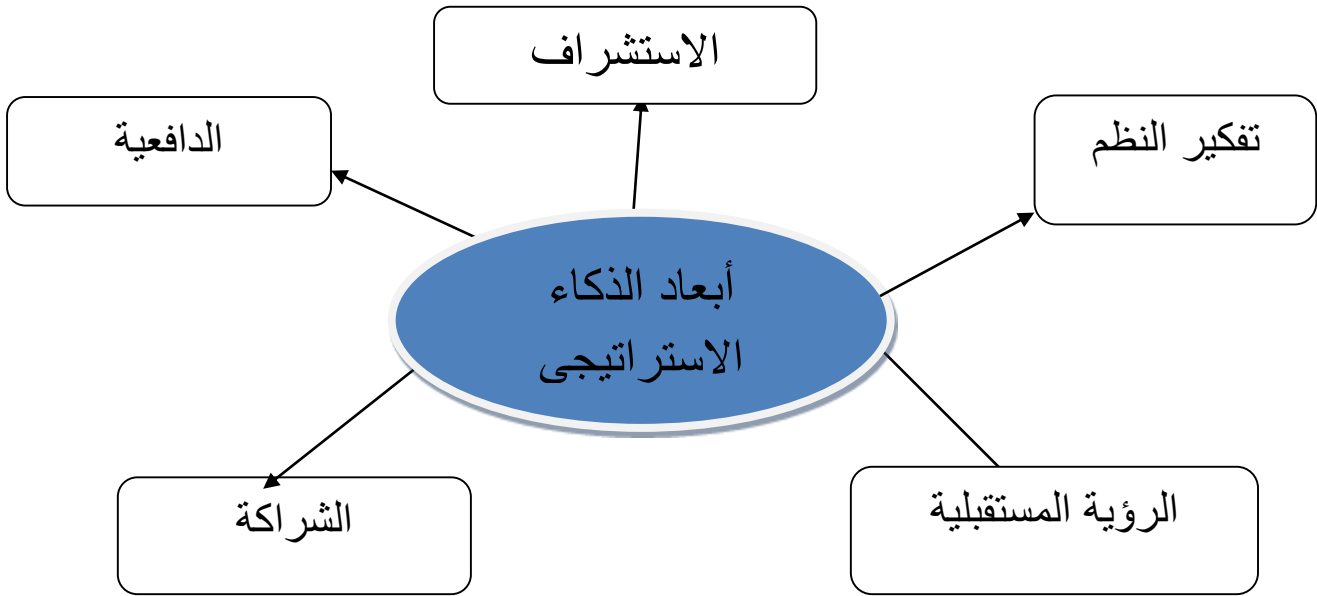 الاستشراف
تفكير النظم
الدافعية
أبعاد الذكاء
الاستراتيجى
الرؤية المستقبلية
الشراكة